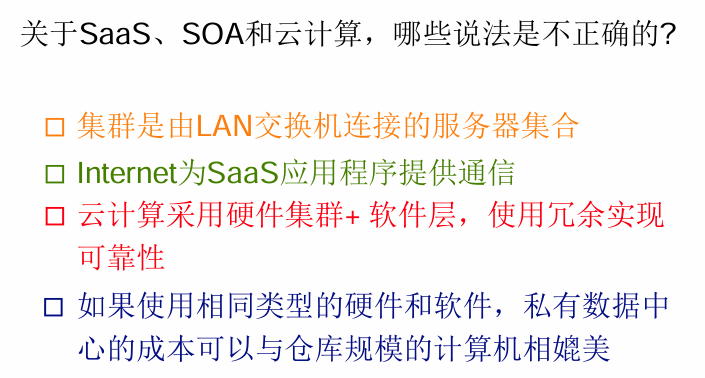 关于SaaS、SOA和云计算，哪些说法是不正确的?
集群是由LAN交换机连接的服务器集合
Internet为SaaS应用程序提供通信
云计算采用硬件集群+ 软件层，使用冗余实现
可靠性
如果使用相同类型的硬件和软件，私有数据中
心的成本可以与仓库规模的计算机相媲美